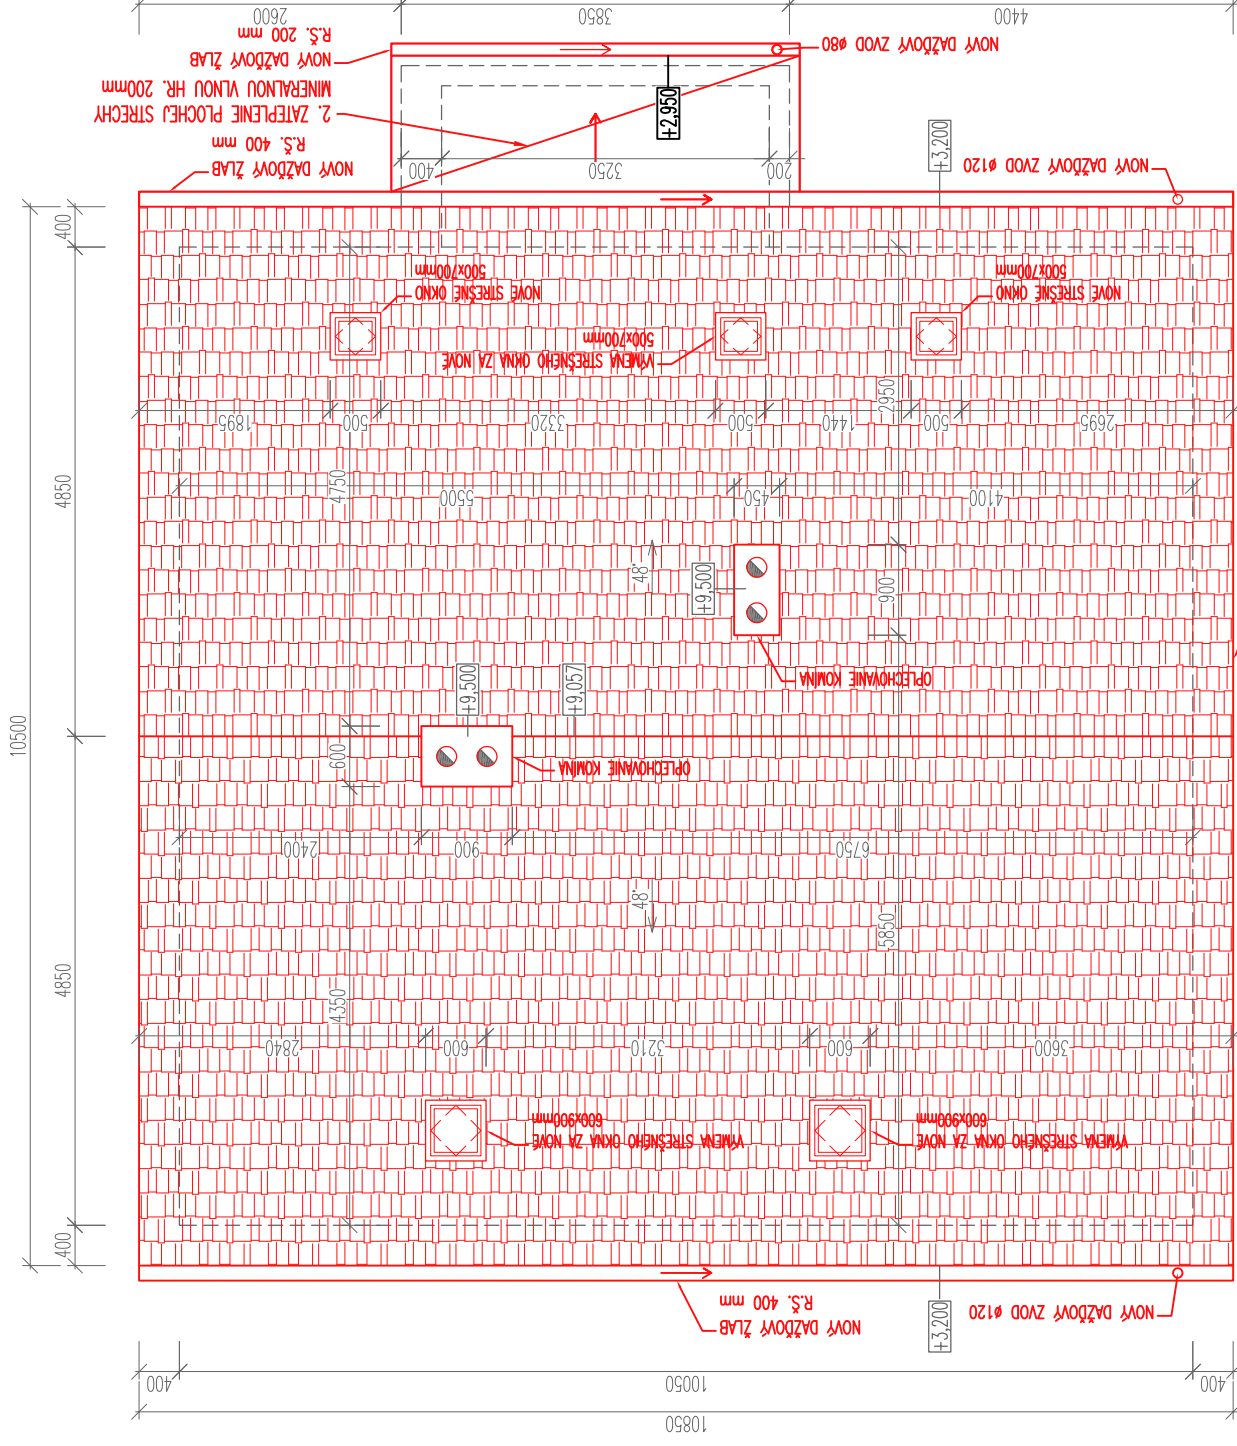 2600
3850
4400
NOVÝ DAŽĎOVÝ ŽLAB
R.Š. 200 mm
2. ZATEPLENIE PLOCHEJ STRECHY
MINERALNOU VLNOU HR. 200mm
NOVÝ DAŽĎOVÝ ŽLAB
R.Š. 400 mm
NOVÝ DAŽĎOVÝ ZVOD ø80
+2,950
400
3250
200
+3,200
NOVÝ DAŽĎOVÝ ZVOD ø120
400
4850
10500
4850
400
NOVÉ STREŠNÉ OKNO
500x700mm
VÝMENA STREŠNÉHO OKNA ZA NOVÉ
500x700mm
NOVÉ STREŠNÉ OKNO
500x700mm
1895
500
3320
500
1440
500
2695
2950
4750
5500
450
4100
48°
+9,500
900
OPLECHOVANIE KOMÍNA
+9,500
+9,057
600
OPLECHOVANIE KOMÍNA
2400
900
6750
48°
5850
4350
2840
600
3210
600
3600
VÝMENA STREŠNÉHO OKNA ZA NOVÉ
600x900mm
VÝMENA STREŠNÉHO OKNA ZA NOVÉ
600x900mm
NOVÝ DAŽĎOVÝ ŽLAB
R.Š. 400 mm
+3,200
NOVÝ DAŽĎOVÝ ZVOD ø120
400
10050
400
10850